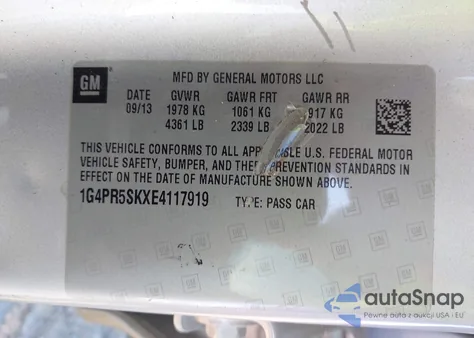 GM
MFD BY GENERAL MOTORS LLC
DATE GVWR GAWR FRT GAWR RR
09/13 1978 KG 1061 KG 917 KG
4361 LB 2339 LB 2022 LB
THIS VEHICLE CONFORMS TO ALL APPLICABLE U.S. FEDERAL MOTOR
VEHICLE SAFETY, BUMPER, AND THEFT PREVENTION STANDARDS IN
EFFECT ON THE DATE OF MANUFACTURE SHOWN ABOVE.
1G4PR5SKXE4117919 TYPE: PASS CAR
autoSnap
Pewne auta z aukcji USA i EU